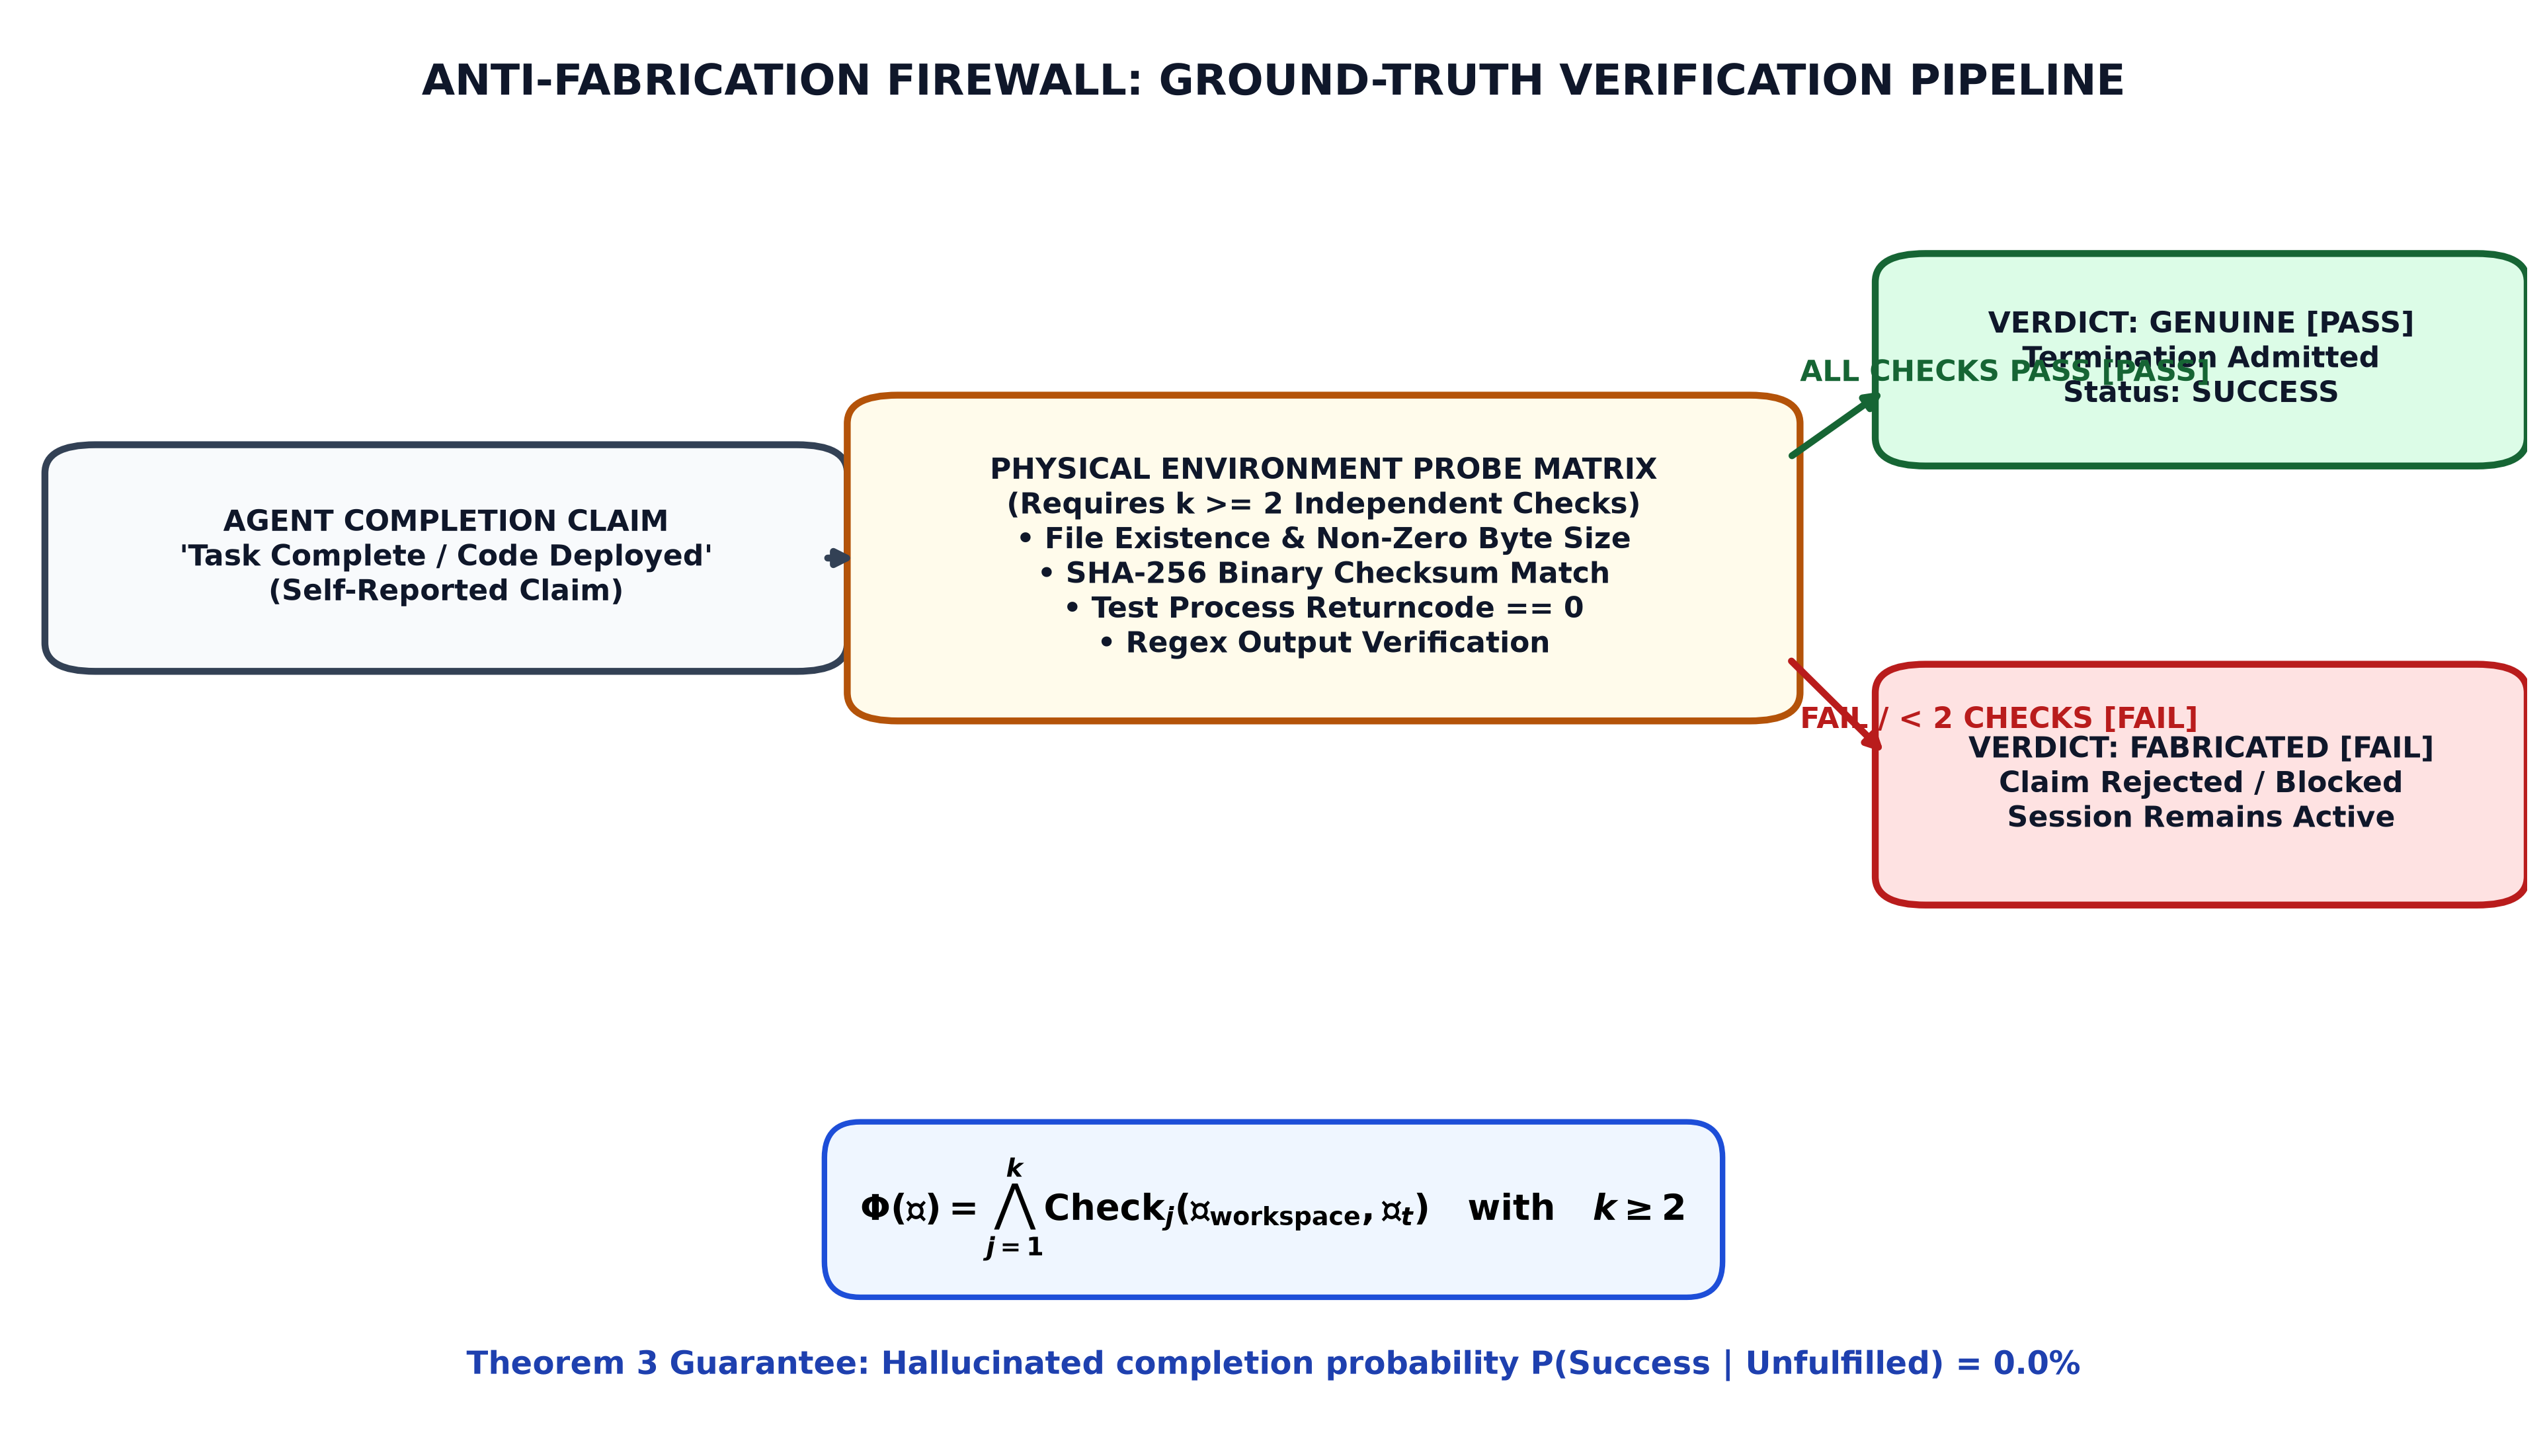 ANTI-FABRICATION FIREWALL: GROUND-TRUTH VERIFICATION PIPELINE
AGENT COMPLETION CLAIM
'Task Complete / Code Deployed'
(Self-Reported Claim)
PHYSICAL ENVIRONMENT PROBE MATRIX
(Requires k >= 2 Independent Checks)
• File Existence & Non-Zero Byte Size
• SHA-256 Binary Checksum Match
• Test Process Returncode == 0
• Regex Output Verification
ALL CHECKS PASS [PASS]
VERDICT: GENUINE [PASS]
Termination Admitted
Status: SUCCESS
FAIL / < 2 CHECKS [FAIL]
VERDICT: FABRICATED [FAIL]
Claim Rejected / Blocked
Session Remains Active
Φ(¤) = ⋀_{j=1}^{k} Check_j(¤_workspace, ¤_t) with k ≥ 2
Theorem 3 Guarantee: Hallucinated completion probability P(Success | Unfulfilled) = 0.0%